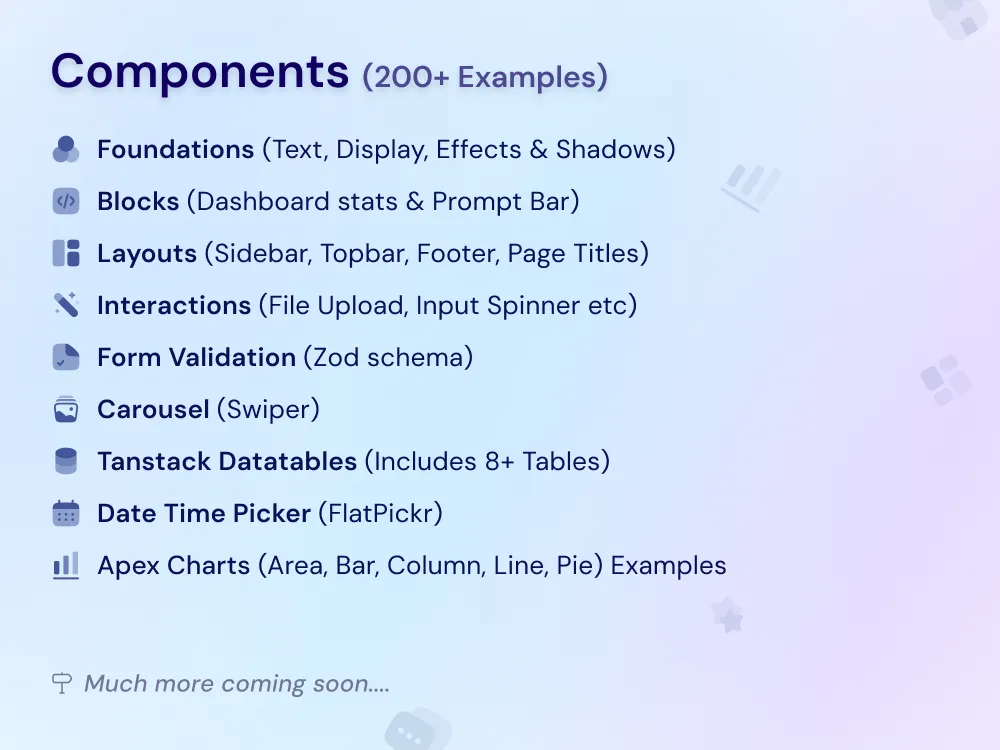 Components (200+ Examples)
Foundations (Text, Display, Effects & Shadows)
Blocks (Dashboard stats & Prompt Bar)
Layouts (Sidebar, Topbar, Footer, Page Titles)
Interactions (File Upload, Input Spinner etc)
Form Validation (Zod schema)
Carousel (Swiper)
Tanstack Datatables (Includes 8+ Tables)
Date Time Picker (FlatPickr)
Apex Charts (Area, Bar, Column, Line, Pie) Examples
Much more coming soon....